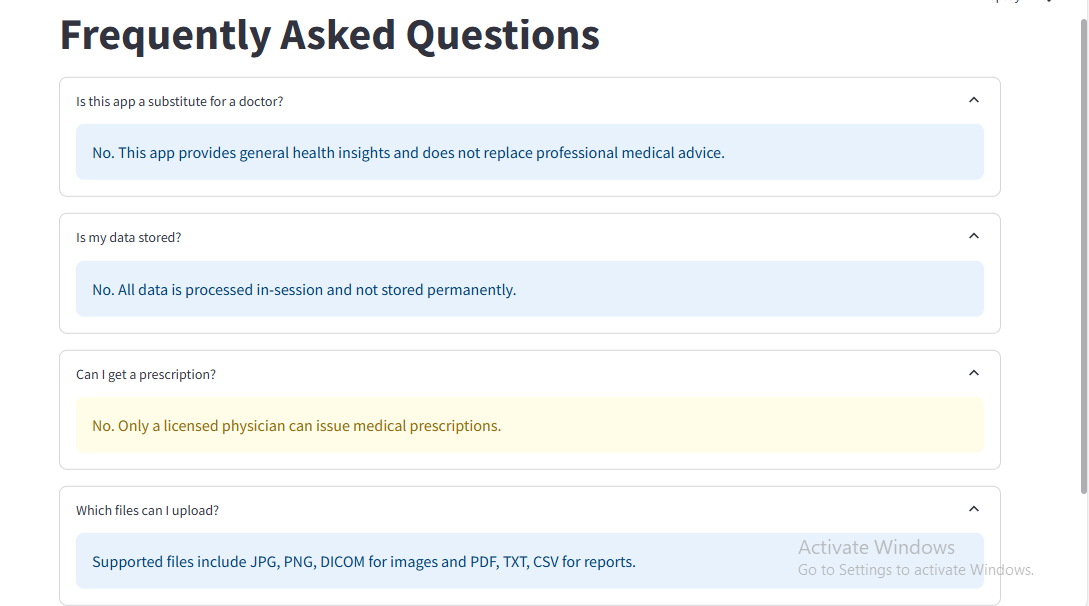 Frequently Asked Questions
Is this app a substitute for a doctor?
No. This app provides general health insights and does not replace professional medical advice.
Is my data stored?
No. All data is processed in-session and not stored permanently.
Can I get a prescription?
No. Only a licensed physician can issue medical prescriptions.
Which files can I upload?
Supported files include JPG, PNG, DICOM for images and PDF, TXT, CSV for reports.
Activate Windows
Go to Settings to activate Windows.